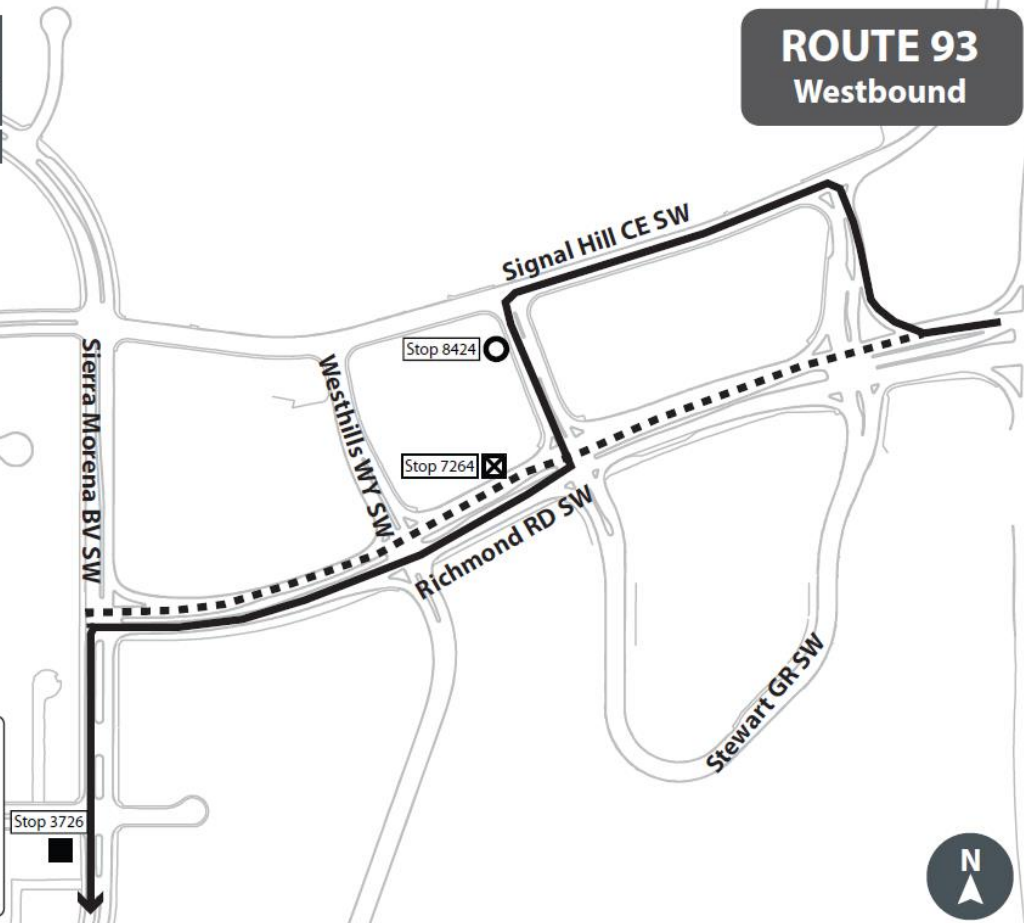 ROUTE 93
Westbound
Signal Hill CE SW
Stop 8424
Sierra Morena BV SW
Westhills WY SW
Stop 7264
Richmond RD SW
Stewart GR SW
Stop 3726
N